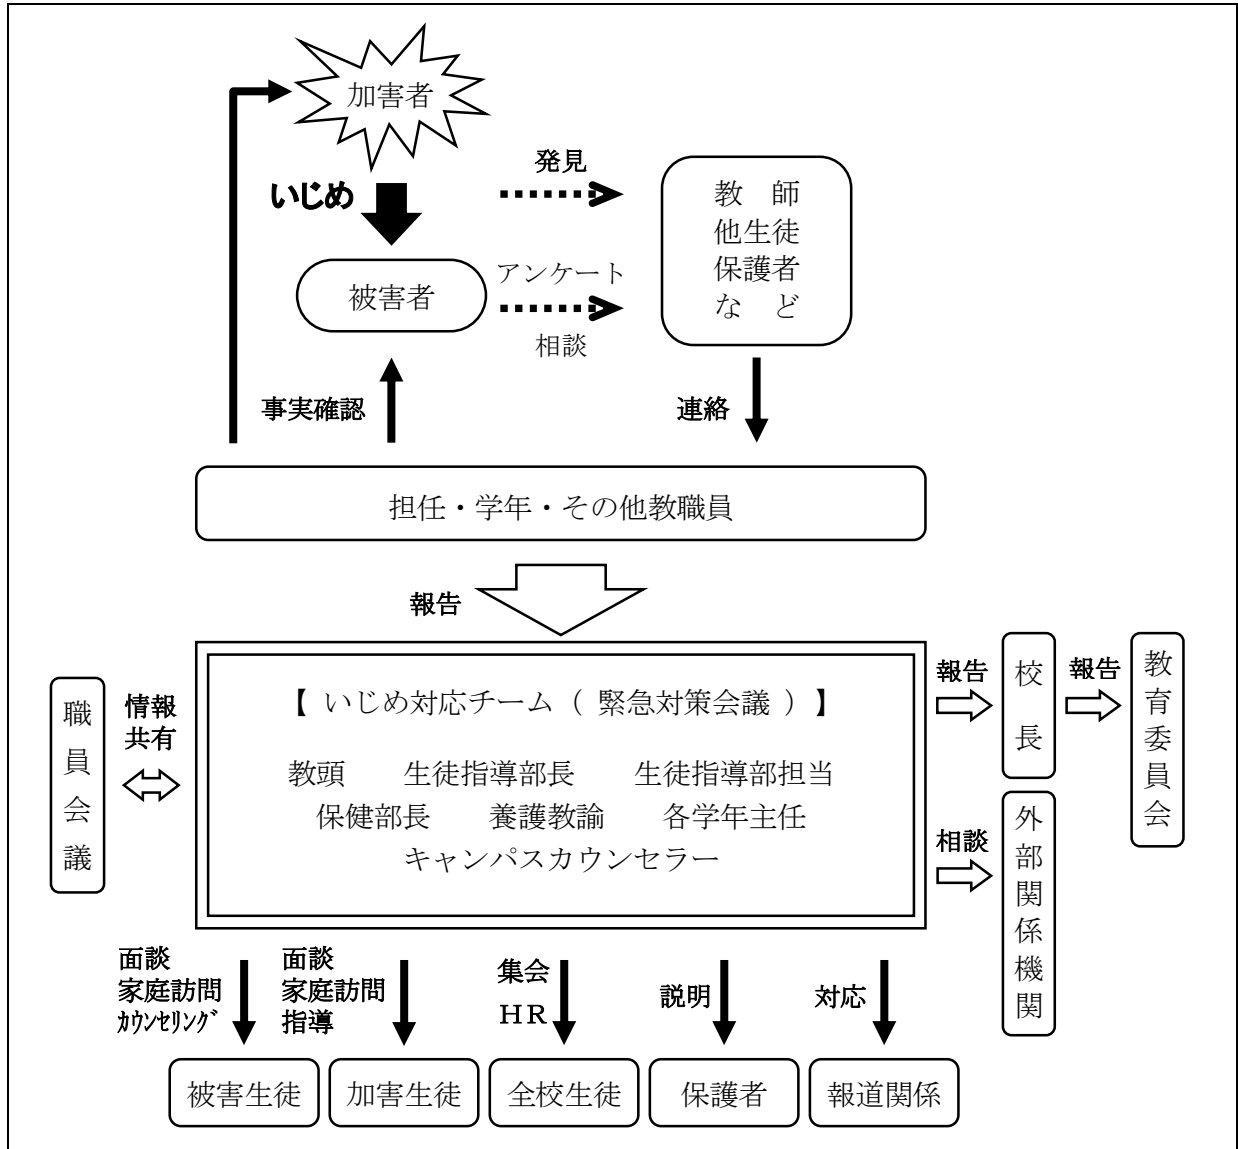 加害者
いじめ
発見
教　師
他生徒
保護者
な　ど
被害者
アンケート
相談
事実確認
連絡
担任・学年・その他教職員
報告
【 いじめ対応チーム（ 緊急対策会議 ）】
教頭　生徒指導部長　生徒指導部担当
保健部長　養護教諭　各学年主任
キャンパスカウンセラー
職員会議
情報
共有
報告
校長
報告
教育委員会
相談
外部関係機関
面談
家庭訪問
ｶｳﾝｾﾘﾝｸﾞ
面談
家庭訪問
指導
集会
ＨＲ
説明
対応
被害生徒
加害生徒
全校生徒
保護者
報道関係